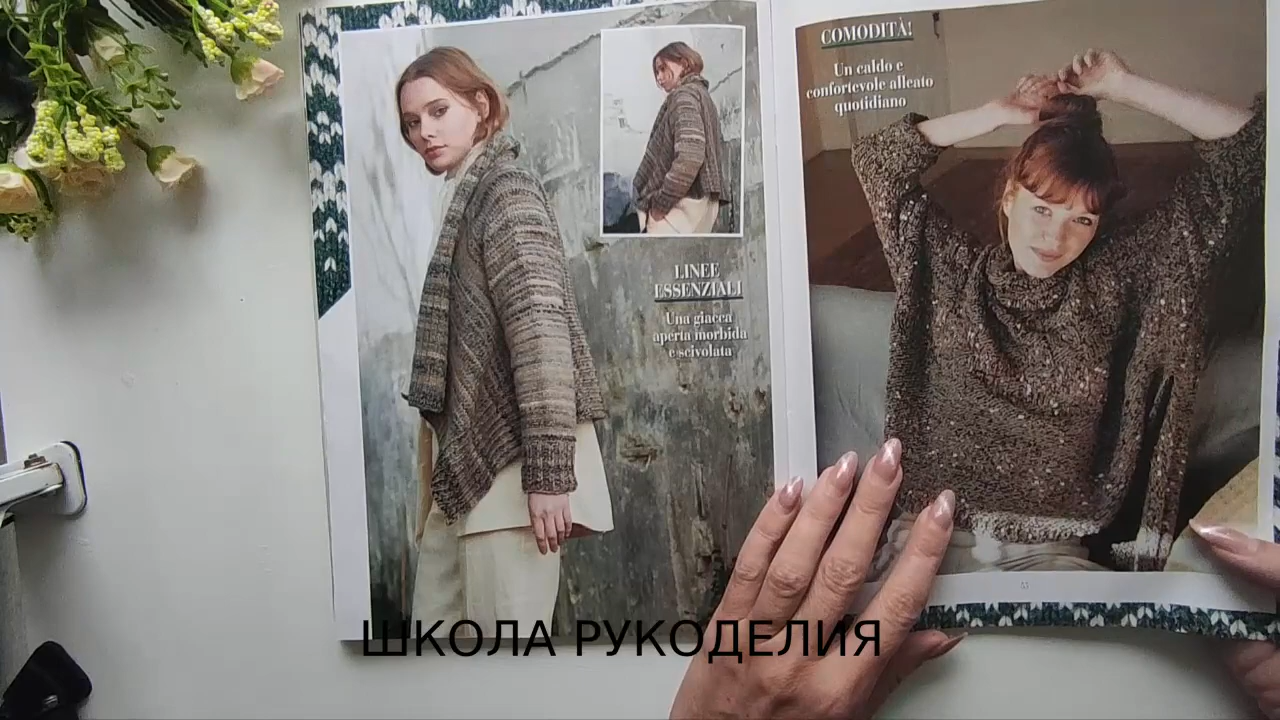 LINEE
ESSENZIALI
Una giacca
aperta morbida
e scivolata
COMODITÀ!
Un caldo e
confortevole alleato
quotidiano
ШКОЛА РУКОДЕЛИЯ